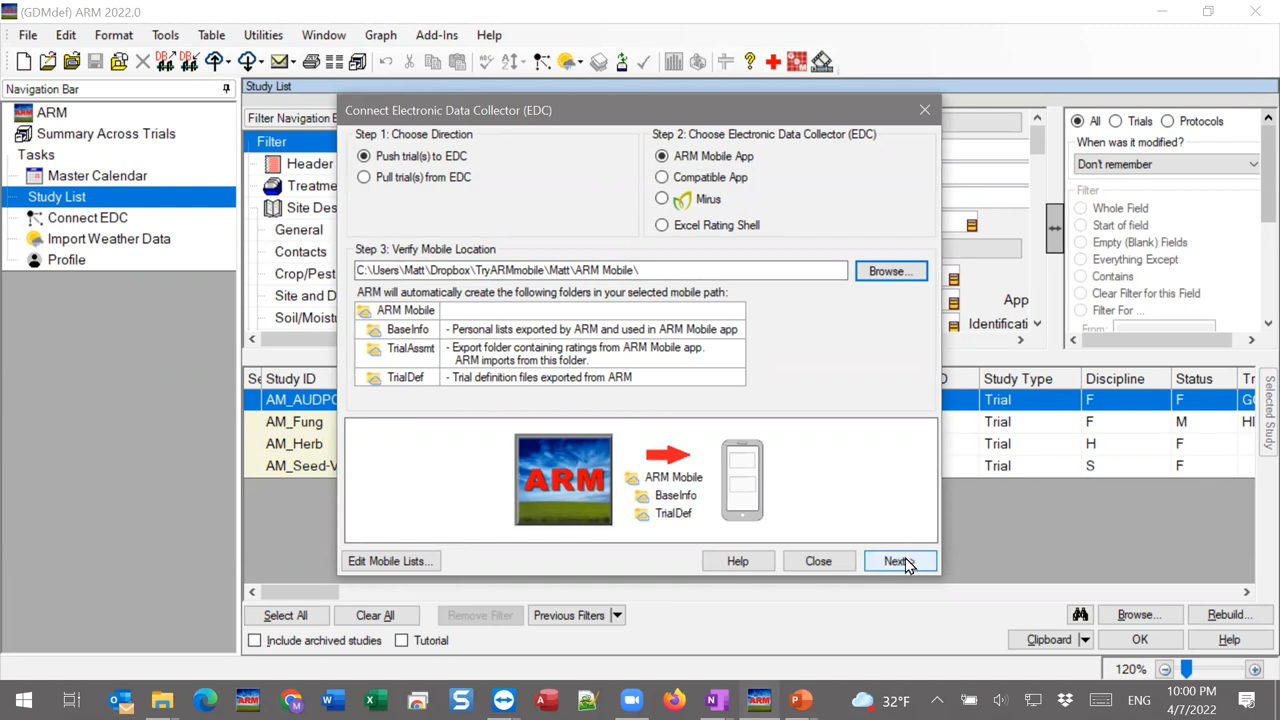 (GDMdef) ARM 2022.0
File Edit Format Tools Table Utilities Window Graph Add-Ins Help
Navigation Bar
ARM
Summary Across Trials
Tasks
Master Calendar
Study List
Connect EDC
Import Weather Data
Profile
Study List
Filter Navigation
Filter
Header
Treatme
Site Des
General
Contacts
Crop/Pest
Site and D
Soil/Moistu
Connect Electronic Data Collector (EDC)
Step 1: Choose Direction
Push trial(s) to EDC
Pull trial(s) from EDC
Step 2: Choose Electronic Data Collector (EDC)
ARM Mobile App
Compatible App
Mirus
Excel Rating Shell
Step 3: Verify Mobile Location
C:\Users\Matt\Dropbox\TryARMmobile\Matt\ARM Mobile\
Browse...
ARM will automatically create the following folders in your selected mobile path:
ARM Mobile
BaseInfo - Personal lists exported by ARM and used in ARM Mobile app
TrialAssmt - Export folder containing ratings from ARM Mobile app.
ARM imports from this folder.
TrialDef - Trial definition files exported from ARM
ARM
ARM Mobile
BaseInfo
TrialDef
Edit Mobile Lists... Help Close Next
App
Identificati
All Trials Protocols
When was it modified?
Don't remember
Filter
Whole Field
Start of field
Empty (Blank) Fields
Everything Except
Contains
Clear Filter for this Field
Filter For ...
From:
Se Study ID D Study Type Discipline Status Tr
AM_AUDPC Trial F F GC
AM_Fung Trial F M HI
AM_Herb Trial H F
AM_Seed-V Trial S F
Selected Study
Select All Clear All Remove Filter Previous Filters Browse... Rebuild...
Include archived studies Tutorial Clipboard OK Help
120%
32°F ENG 10:00 PM
4/7/2022